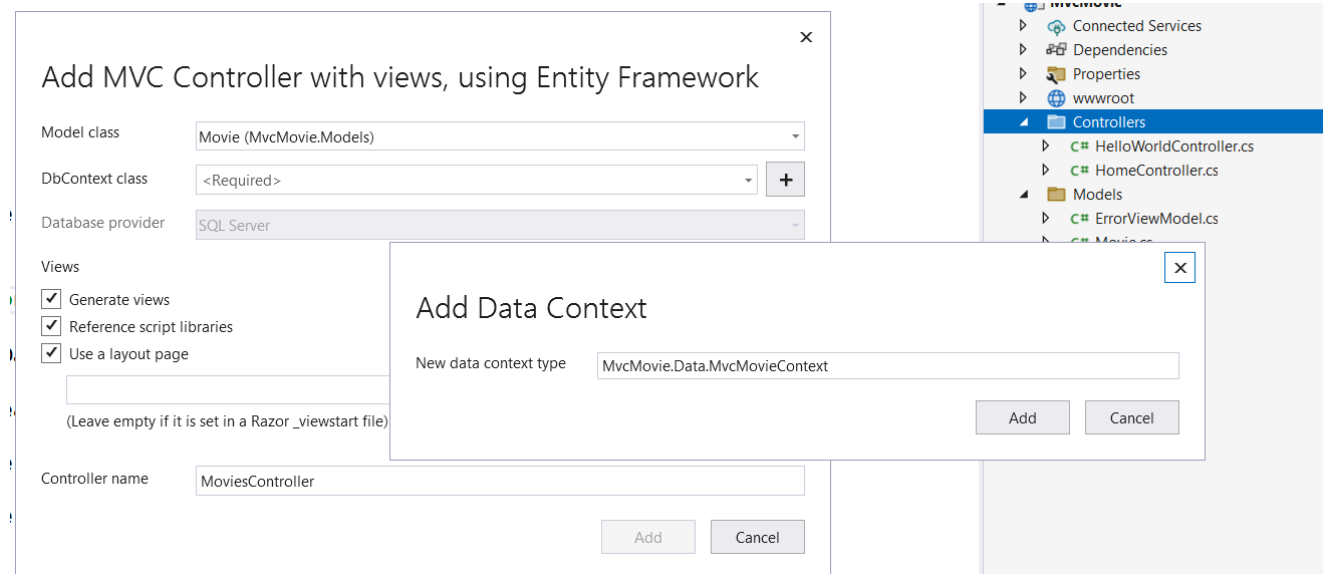 MvcMovie
Connected Services
Dependencies
Properties
wwwroot
Controllers
C# HelloWorldController.cs
C# HomeController.cs
Models
C# ErrorViewModel.cs
C# Movie.cs
Add MVC Controller with views, using Entity Framework
Model class
Movie (MvcMovie.Models)
DbContext class
<Required>
+
Database provider
SQL Server
Views
Generate views
Reference script libraries
Use a layout page
(Leave empty if it is set in a Razor _viewstart file)
Controller name
MoviesController
Add
Cancel
Add Data Context
New data context type
MvcMovie.Data.MvcMovieContext
Add
Cancel